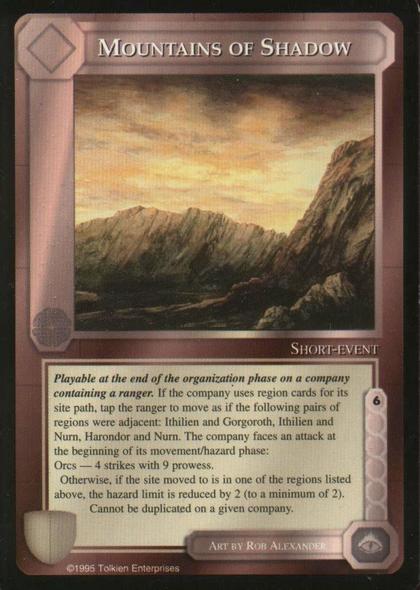 Mountains of Shadow
Short-event
Playable at the end of the organization phase on a company
containing a ranger. If the company uses region cards for its
site path, tap the ranger to move as if the following pairs of
regions were adjacent: Ithilien and Gorgoroth, Ithilien and
Nurn, Harondor and Nurn. The company faces an attack at
the beginning of its movement/hazard phase:
Orcs — 4 strikes with 9 prowess.
Otherwise, if the site moved to is in one of the regions listed
above, the hazard limit is reduced by 2 (to a minimum of 2).
Cannot be duplicated on a given company.
6
Art by Rob Alexander
©1995 Tolkien Enterprises